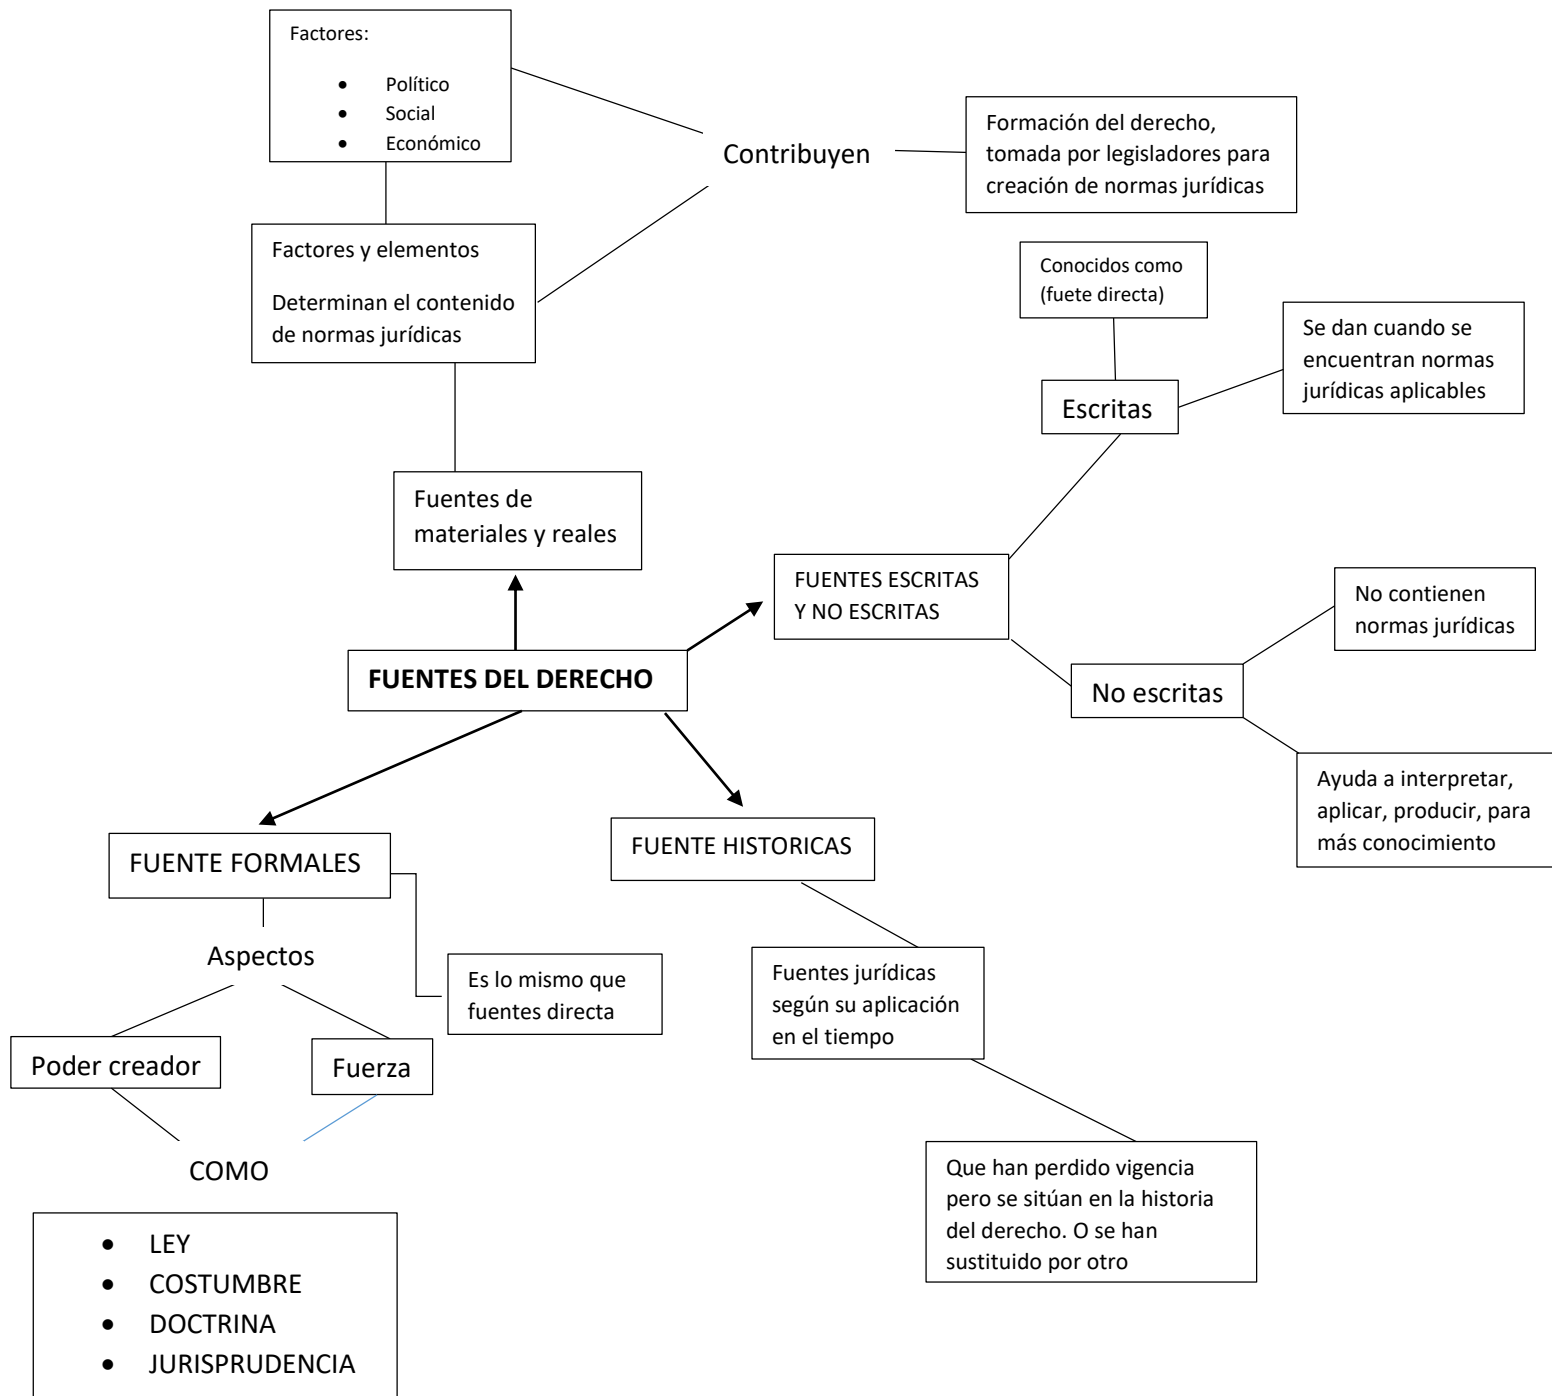 Factores:
• Político
• Social
• Económico
Contribuyen
Formación del derecho,
tomada por legisladores para
creación de normas jurídicas
Factores y elementos
Determinan el contenido
de normas jurídicas
Conocidos como
(fuete directa)
Se dan cuando se
encuentran normas
jurídicas aplicables
Escritas
Fuentes de
materiales y reales
FUENTES ESCRITAS
Y NO ESCRITAS
No contienen
normas jurídicas
FUENTES DEL DERECHO
No escritas
Ayuda a interpretar,
aplicar, producir, para
más conocimiento
FUENTE FORMALES
FUENTE HISTORICAS
Aspectos
Es lo mismo que
fuentes directa
Fuentes jurídicas
según su aplicación
en el tiempo
Poder creador
Fuerza
COMO
Que han perdido vigencia
pero se sitúan en la historia
del derecho. O se han
sustituido por otro
• LEY
• COSTUMBRE
• DOCTRINA
• JURISPRUDENCIA